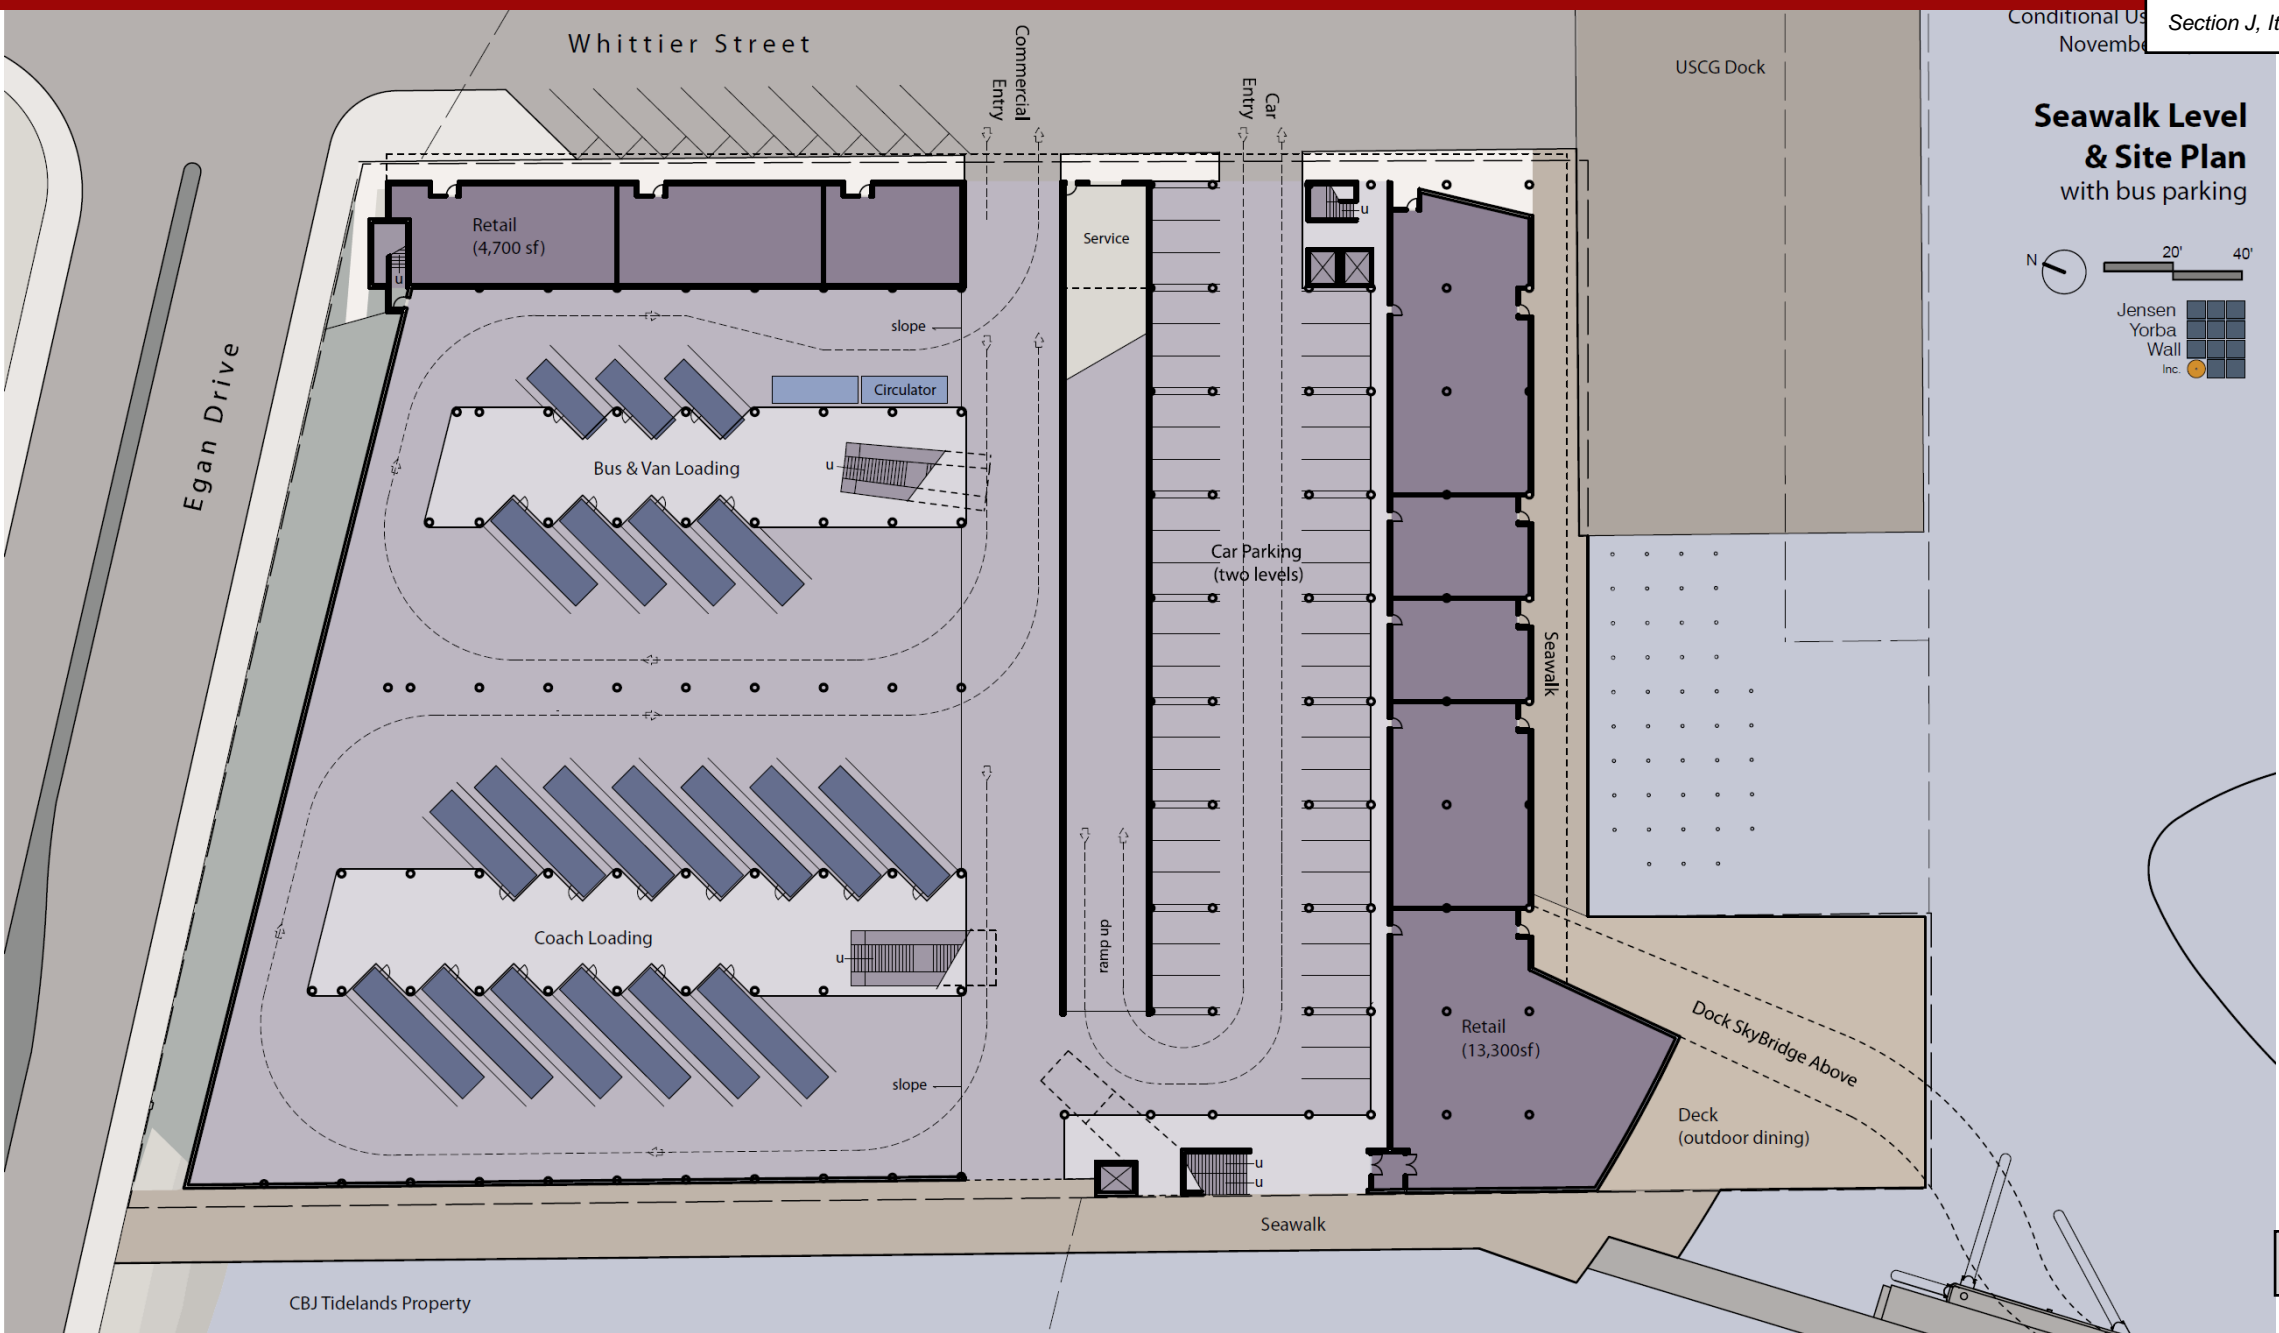 Conditional Us
Novembe
Section J, It
Whittier Street
Commercial
Entry
Car
Entry
USCG Dock
Seawalk Level
& Site Plan
with bus parking
N
20'
40'
Jensen
Yorba
Wall
Inc.
Retail
(4,700 sf)
u
Service
u
slope
Circulator
Egan Drive
Bus & Van Loading
u
Car Parking
(two levels)
Seawalk
Coach Loading
u
ramp up
slope
Retail
(13,300sf)
Dock SkyBridge Above
Deck
(outdoor dining)
u
u
Seawalk
CBJ Tidelands Property